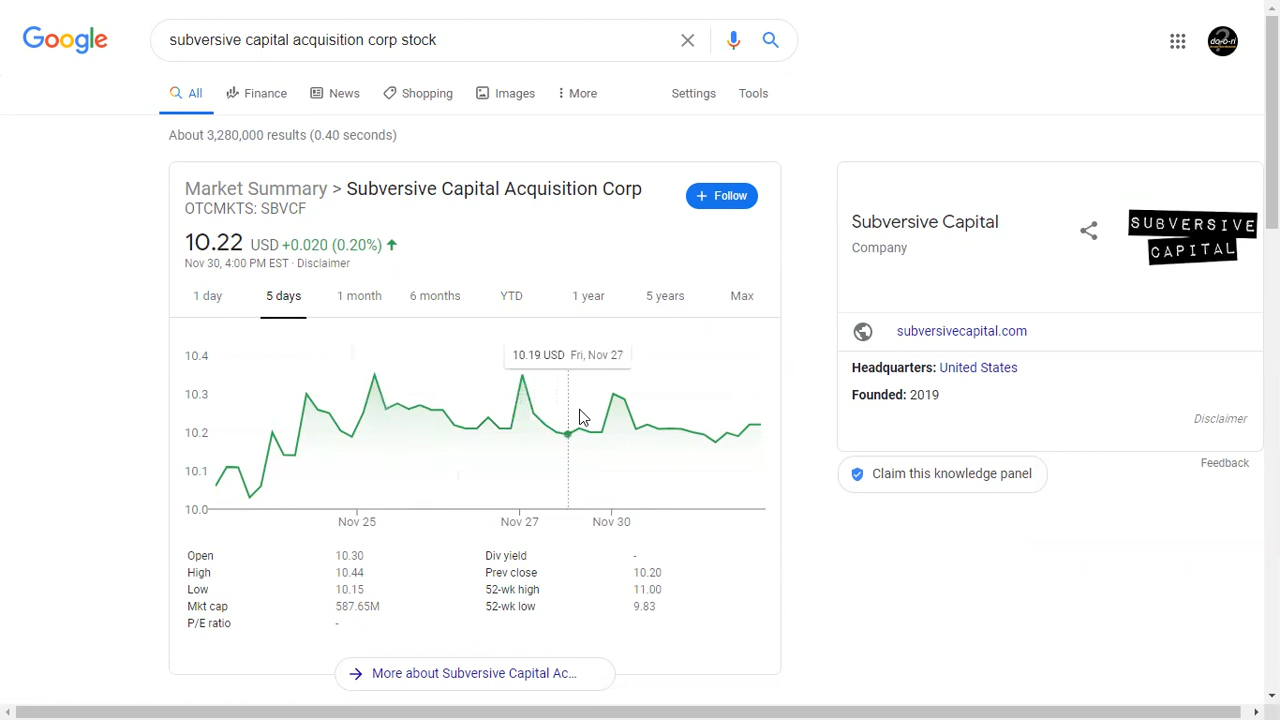 Google
subversive capital acquisition corp stock
All
Finance
News
Shopping
Images
More
Settings
Tools
About 3,280,000 results (0.40 seconds)
Market Summary > Subversive Capital Acquisition Corp
OTCMKTS: SBVCF
Follow
10.22 USD +0.020 (0.20%)
Nov 30, 4:00 PM EST · Disclaimer
1 day
5 days
1 month
6 months
YTD
1 year
5 years
Max
10.19 USD Fri, Nov 27
10.4
10.3
10.2
10.1
10.0
Nov 25
Nov 27
Nov 30
Open 10.30
High 10.44
Low 10.15
Mkt cap 587.65M
P/E ratio -
Div yield -
Prev close 10.20
52-wk high 11.00
52-wk low 9.83
More about Subversive Capital Ac...
Subversive Capital
Company
SUBVERSIVE
CAPITAL
subversivecapital.com
Headquarters: United States
Founded: 2019
Disclaimer
Feedback
Claim this knowledge panel